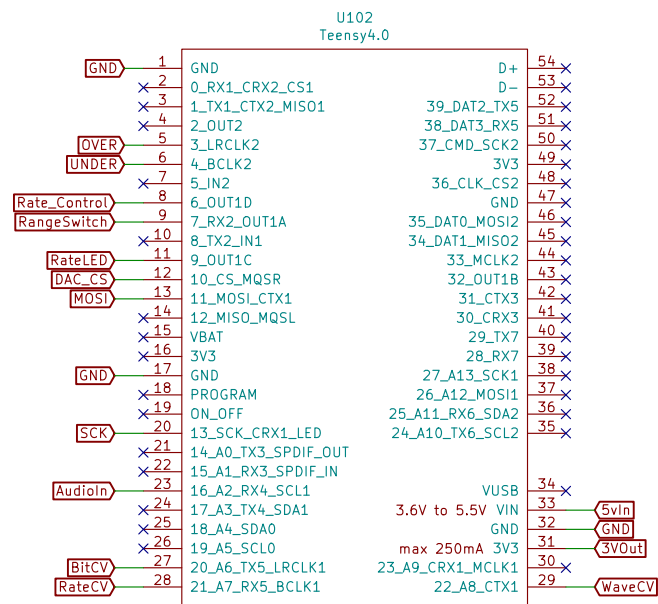 U102
Teensy4.0
GND 1 GND D+ 54
2 0_RX1_CRX2_CS1 D- 53
3 1_TX1_CTX2_MISO1 39_DAT2_TX5 52
4 2_OUT2 38_DAT3_RX5 51
OVER 5 3_LRCLK2 37_CMD_SCK2 50
UNDER 6 4_BCLK2 3V3 49
7 5_IN2 36_CLK_CS2 48
Rate_Control 8 6_OUT1D GND 47
RangeSwitch 9 7_RX2_OUT1A 35_DAT0_MOSI2 46
10 8_TX2_IN1 34_DAT1_MISO2 45
RateLED 11 9_OUT1C 33_MCLK2 44
DAC_CS 12 10_CS_MQSR 32_OUT1B 43
MOSI 13 11_MOSI_CTX1 31_CTX3 42
14 12_MISO_MQSL 30_CRX3 41
15 VBAT 29_TX7 40
16 3V3 28_RX7 39
GND 17 GND 27_A13_SCK1 38
18 PROGRAM 26_A12_MOSI1 37
19 ON_OFF 25_A11_RX6_SDA2 36
SCK 20 13_SCK_CRX1_LED 24_A10_TX6_SCL2 35
21 14_A0_TX3_SPDIF_OUT
22 15_A1_RX3_SPDIF_IN
AudioIn 23 16_A2_RX4_SCL1 VUSB 34
24 17_A3_TX4_SDA1 3.6V to 5.5V VIN 33 5vIn
25 18_A4_SDA0 GND 32 GND
26 19_A5_SCL0 max 250mA 3V3 31 3VOut
BitCV 27 20_A6_TX5_LRCLK1 23_A9_CRX1_MCLK1 30
RateCV 28 21_A7_RX5_BCLK1 22_A8_CTX1 29 WaveCV